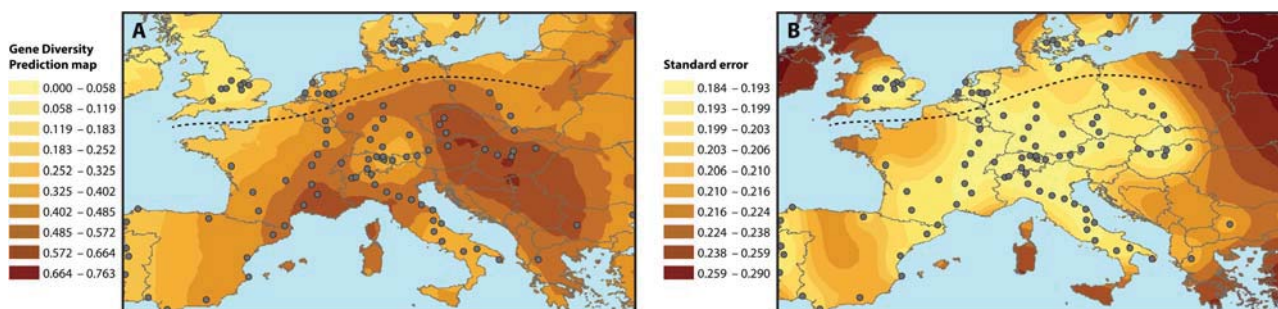 A
Gene Diversity
Prediction map
0.000 – 0.058
0.058 – 0.119
0.119 – 0.183
0.183 – 0.252
0.252 – 0.325
0.325 – 0.402
0.402 – 0.485
0.485 – 0.572
0.572 – 0.664
0.664 – 0.763
B
Standard error
0.184 – 0.193
0.193 – 0.199
0.199 – 0.203
0.203 – 0.206
0.206 – 0.210
0.210 – 0.216
0.216 – 0.224
0.224 – 0.238
0.238 – 0.259
0.259 – 0.290